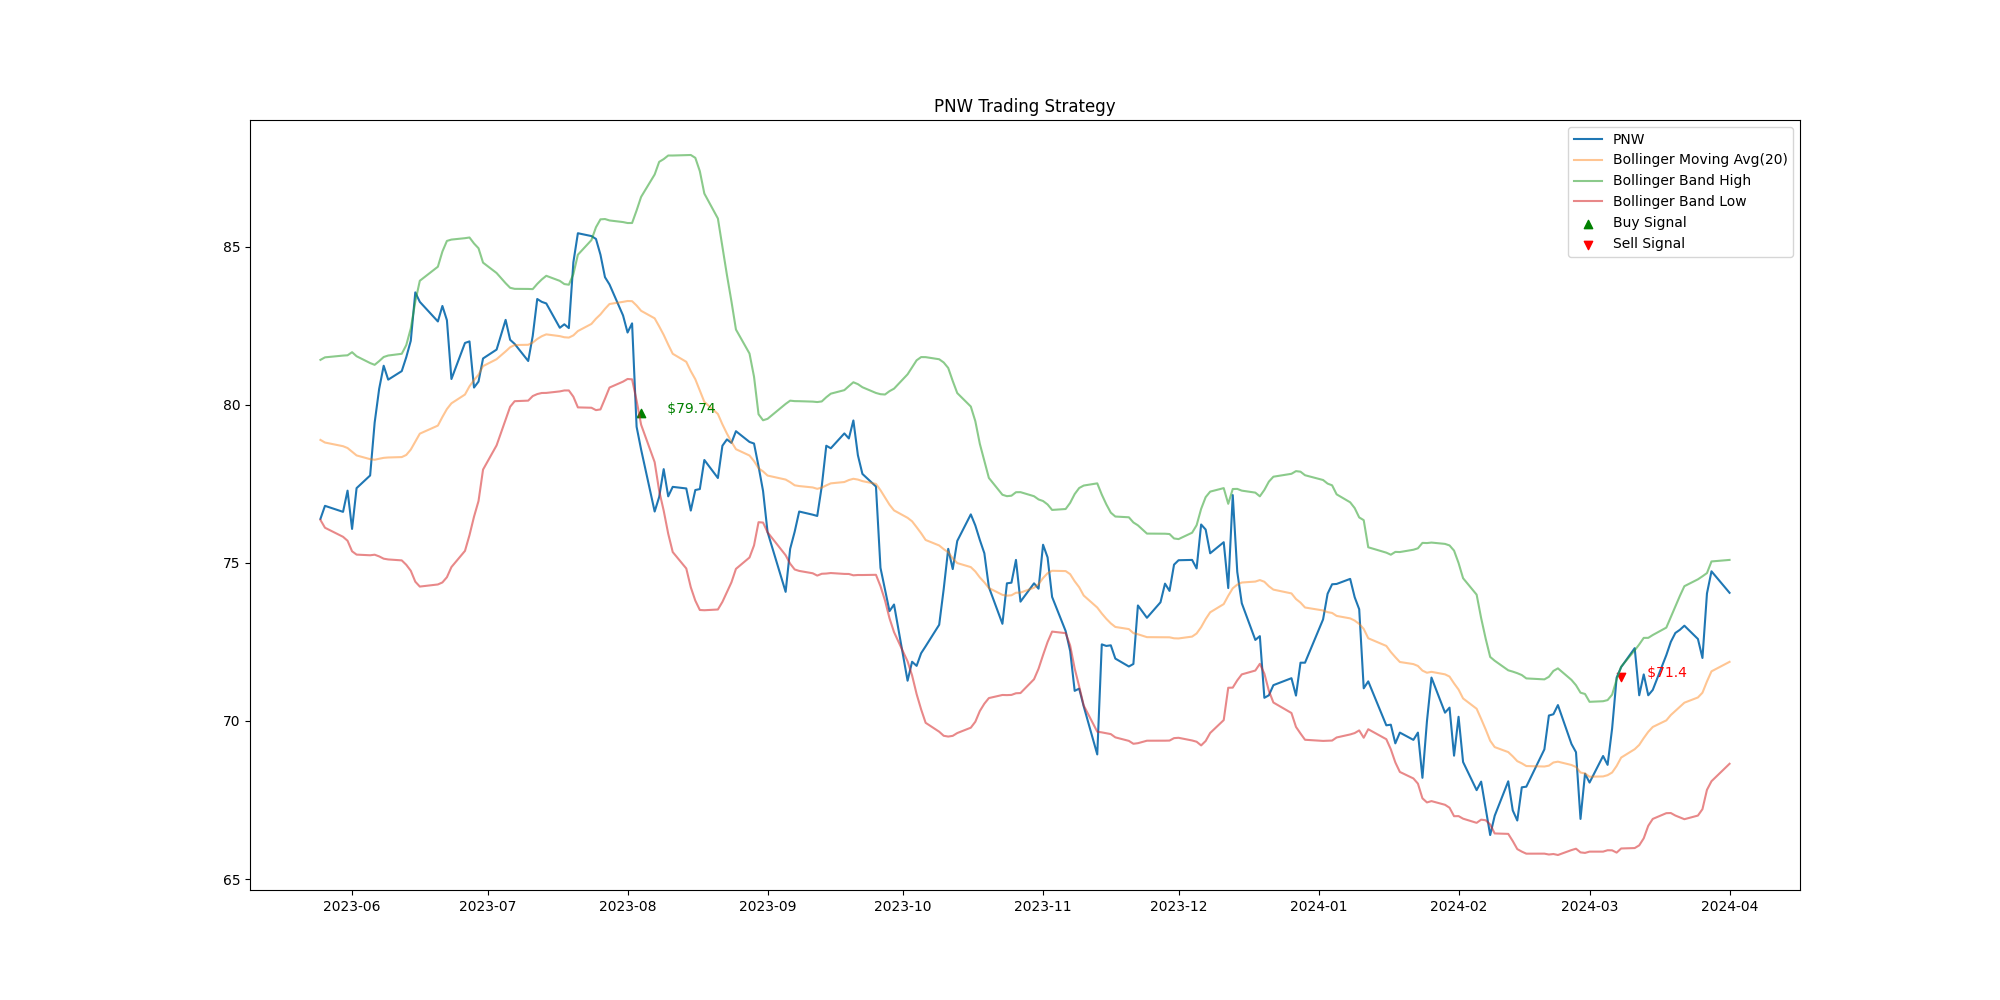 PNW Trading Strategy
PNW
Bollinger Moving Avg(20)
Bollinger Band High
Bollinger Band Low
Buy Signal
Sell Signal
85
80
75
70
65
$79.74
$71.4
2023-06 2023-07 2023-08 2023-09 2023-10 2023-11 2023-12 2024-01 2024-02 2024-03 2024-04